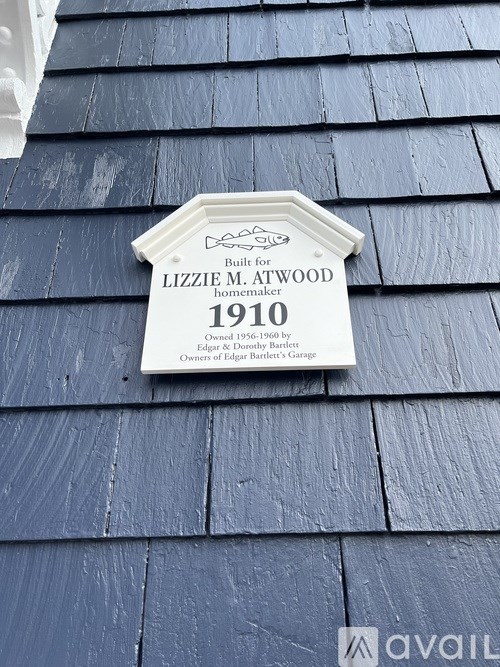 Built for
LIZZIE M. ATWOOD
homemaker
1910
Owned 1956-1960 by
Edgar & Dorothy Bartlett
Owners of Edgar Bartlett's Garage
avail